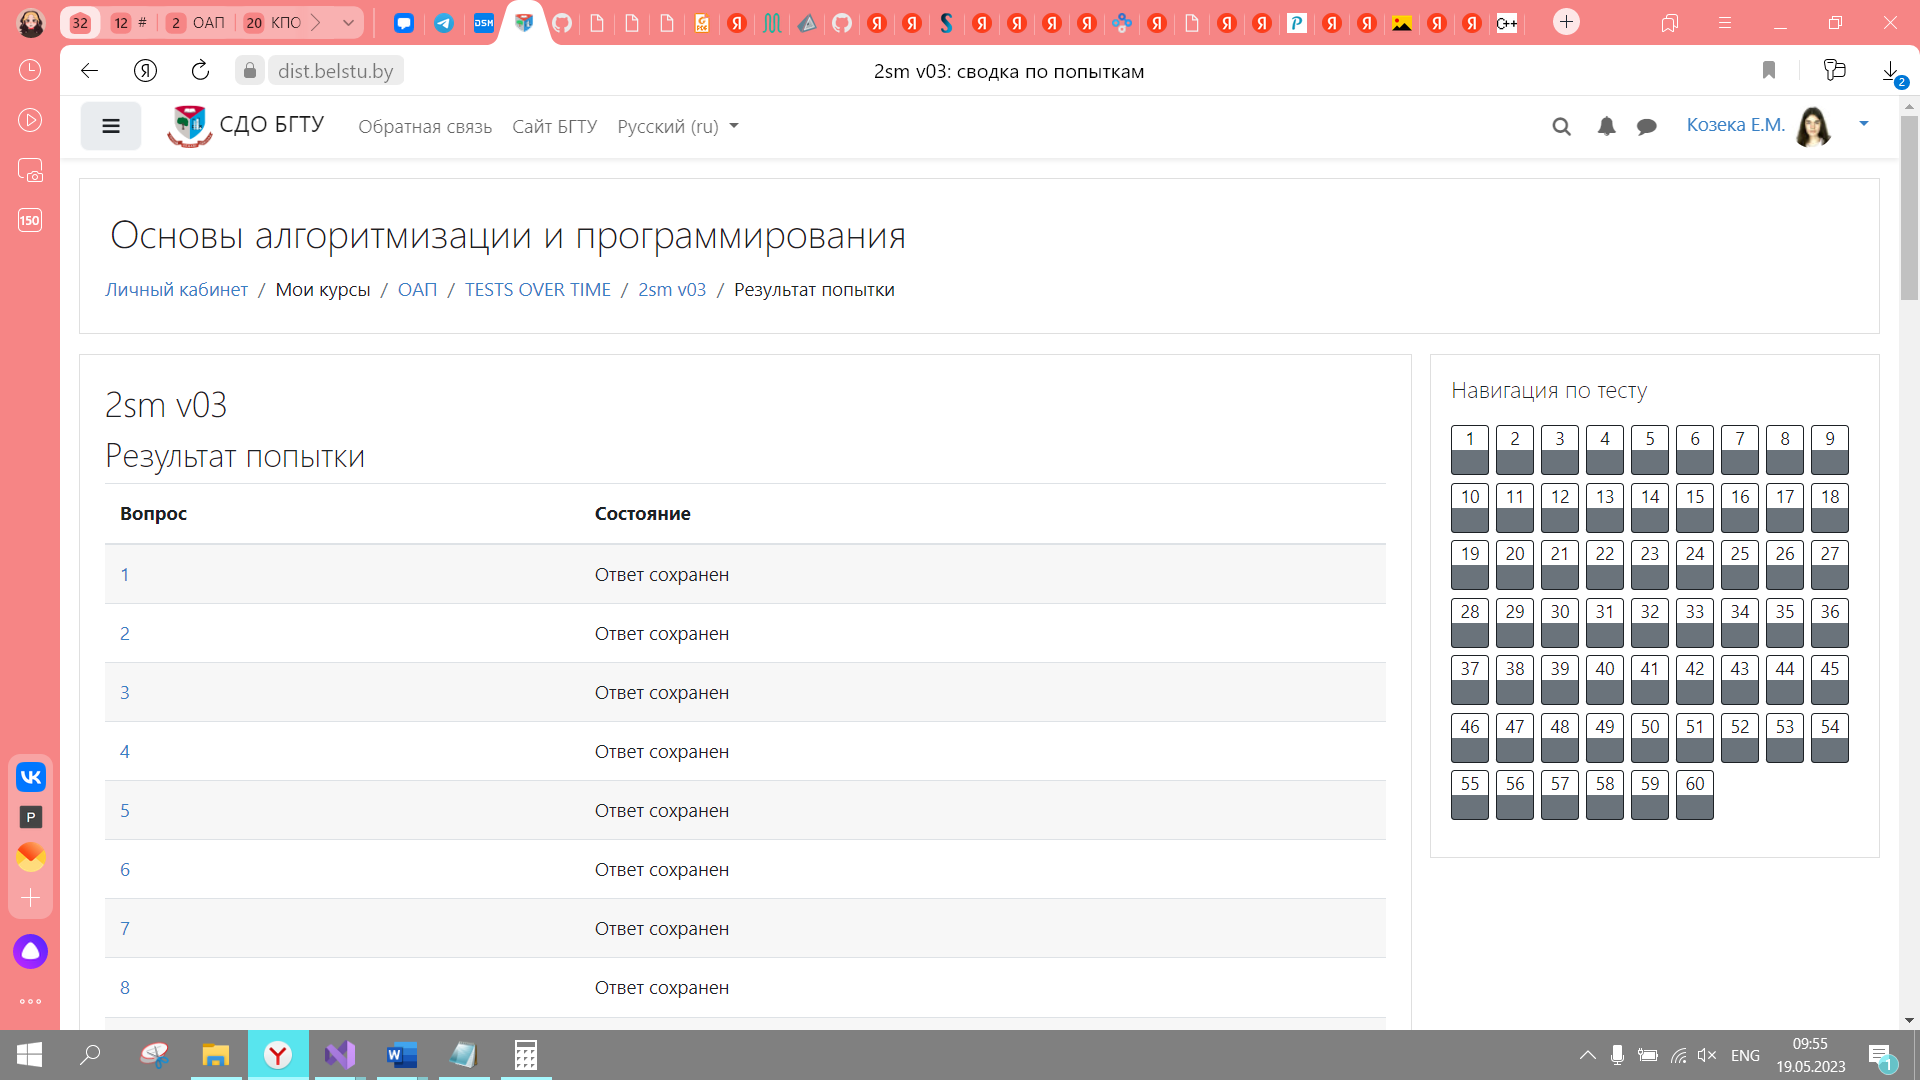 32
12 #
2 ОАП
20 КПО
DSM
C++
dist.belstu.by
2sm v03: сводка по попыткам
2
150
СДО БГТУ
Обратная связь
Сайт БГТУ
Русский (ru)
Козека Е.М.
Основы алгоритмизации и программирования
Личный кабинет / Мои курсы / ОАП / TESTS OVER TIME / 2sm v03 / Результат попытки
2sm v03
Результат попытки
Вопрос Состояние
1 Ответ сохранен
2 Ответ сохранен
3 Ответ сохранен
4 Ответ сохранен
5 Ответ сохранен
6 Ответ сохранен
7 Ответ сохранен
8 Ответ сохранен
Навигация по тесту
1 2 3 4 5 6 7 8 9
10 11 12 13 14 15 16 17 18
19 20 21 22 23 24 25 26 27
28 29 30 31 32 33 34 35 36
37 38 39 40 41 42 43 44 45
46 47 48 49 50 51 52 53 54
55 56 57 58 59 60
P
ENG
09:55
19.05.2023
1